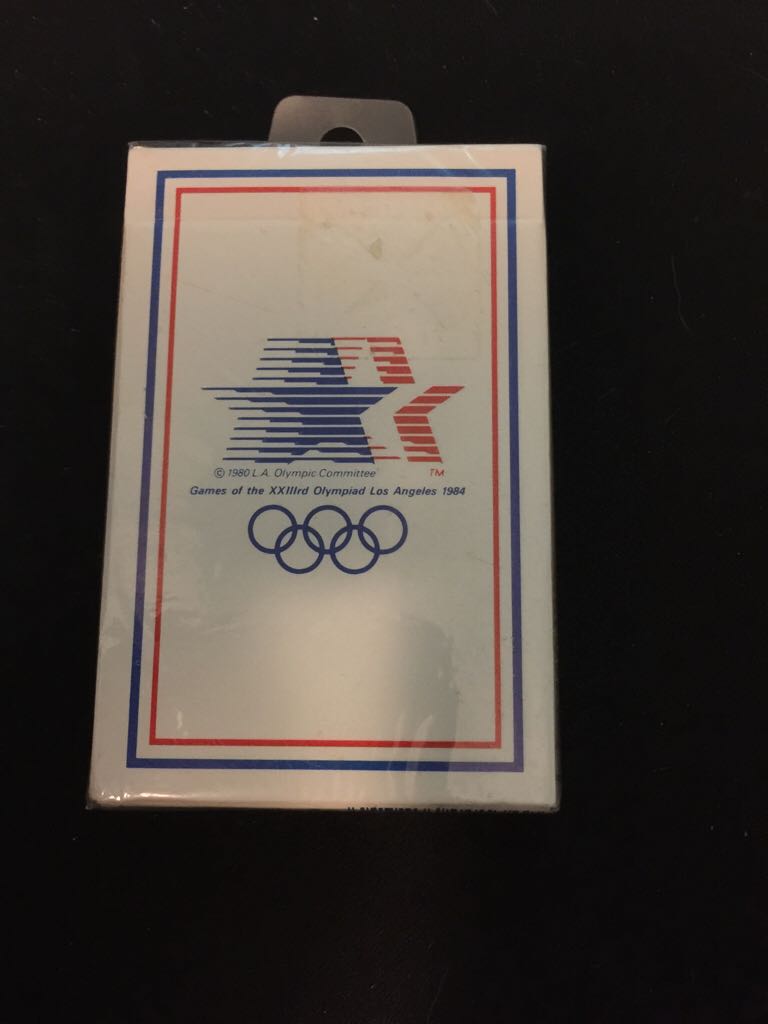 © 1980 L.A. Olympic Committee
TM
Games of the XXIIIrd Olympiad Los Angeles 1984